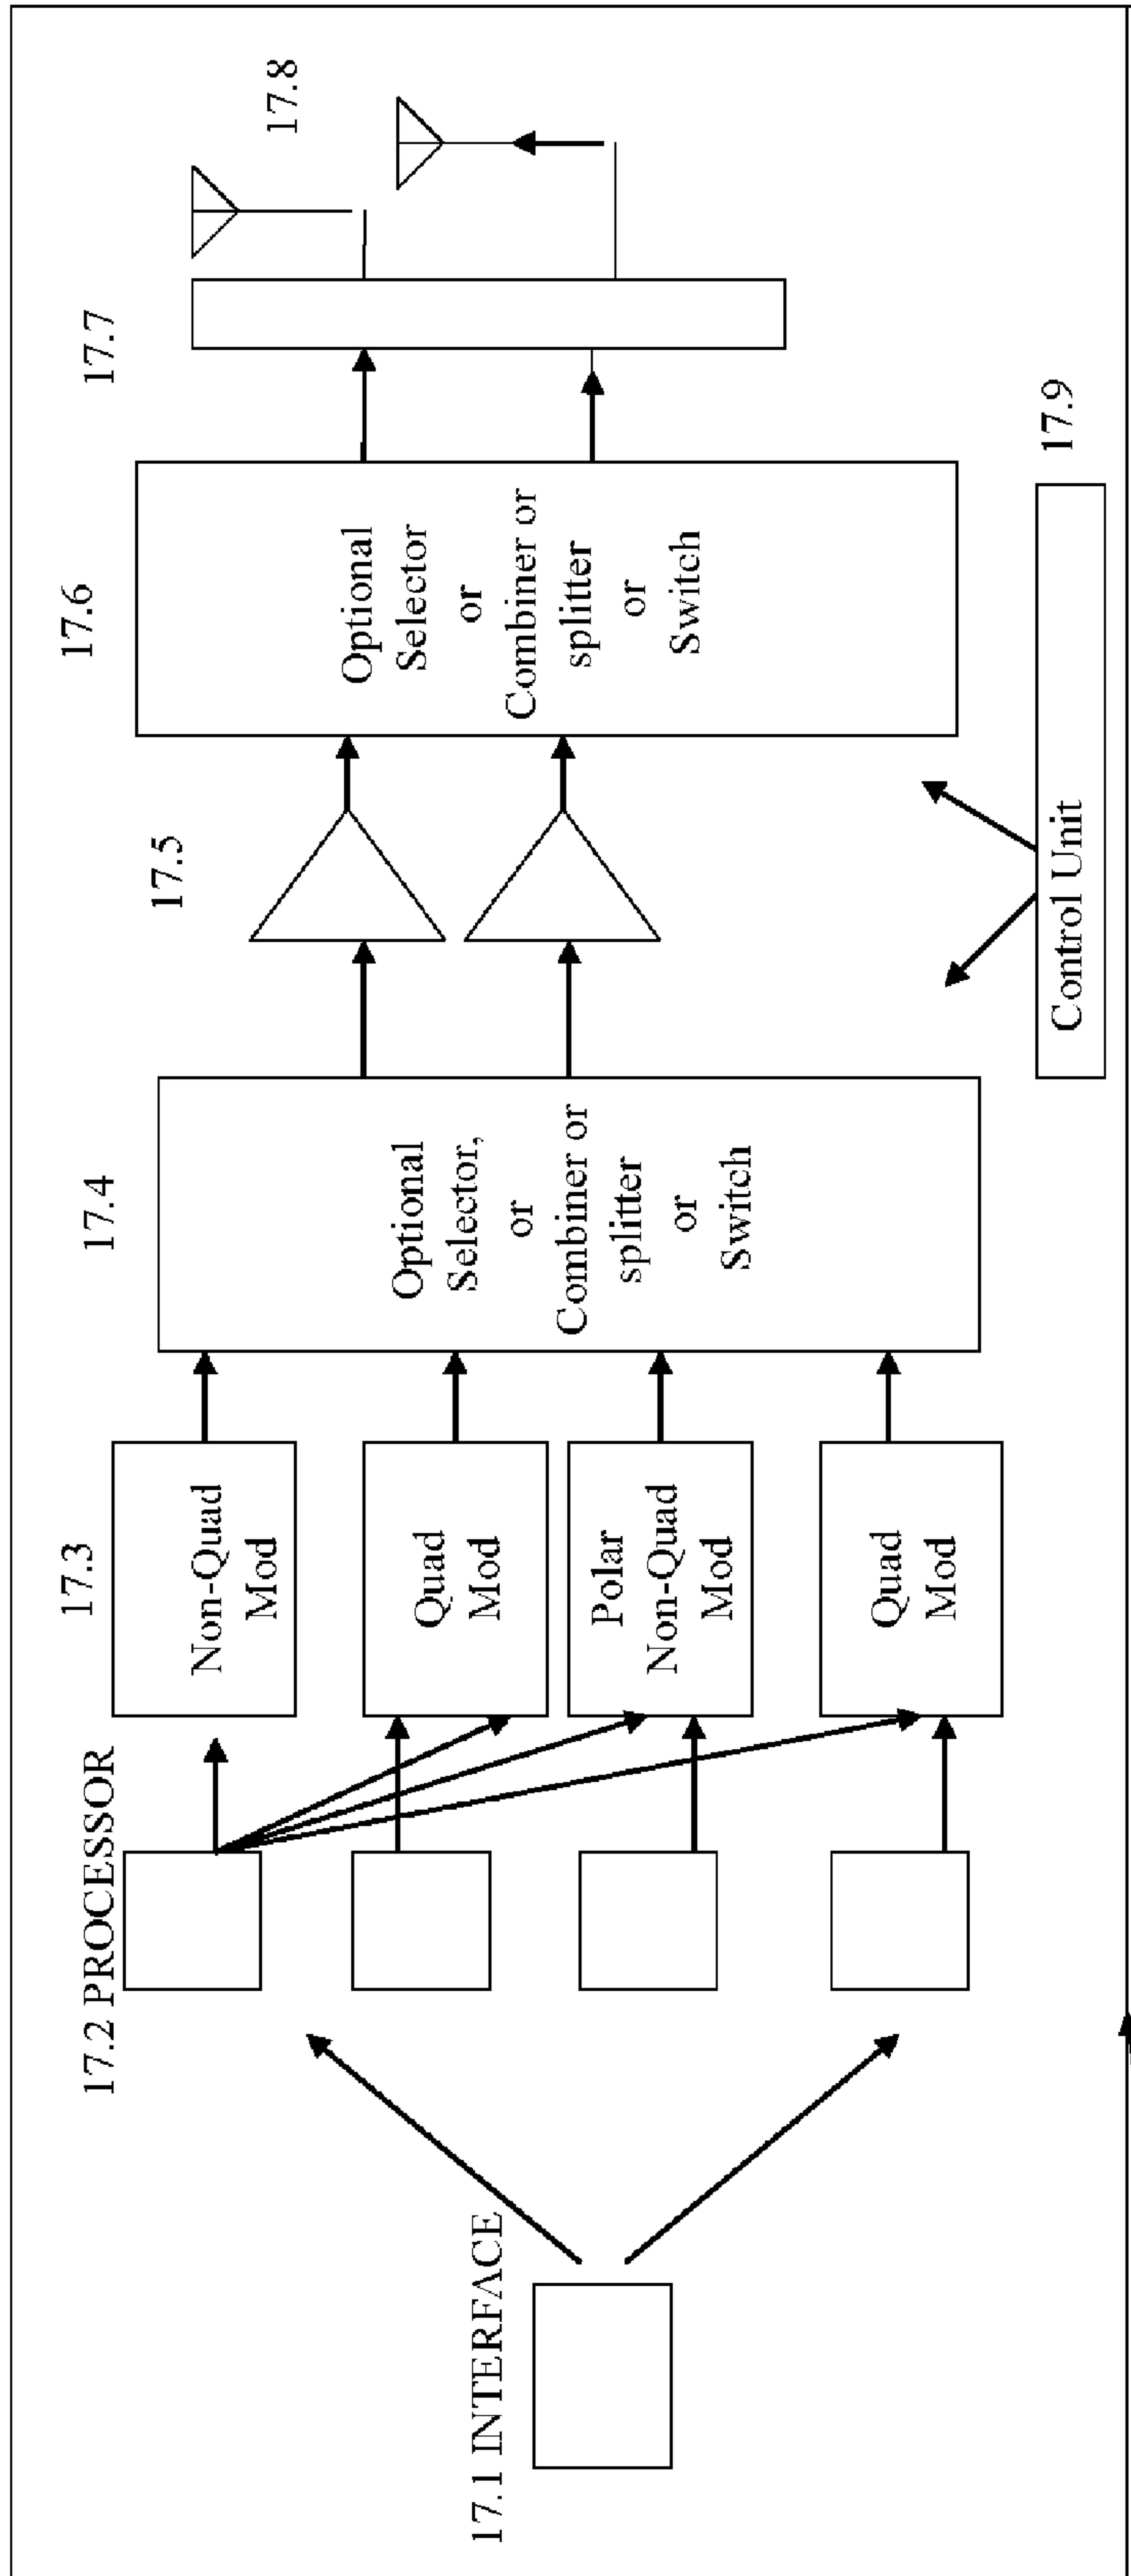 17.1 INTERFACE
17.2 PROCESSOR
17.3
Non-Quad
Mod
Quad
Mod
Polar
Non-Quad
Mod
Quad
Mod
17.4
Optional
Selector,
or
Combiner or
splitter
or
Switch
17.5
17.6
Optional
Selector
or
Combiner or
splitter
or
Switch
17.7
17.8
Control Unit
17.9